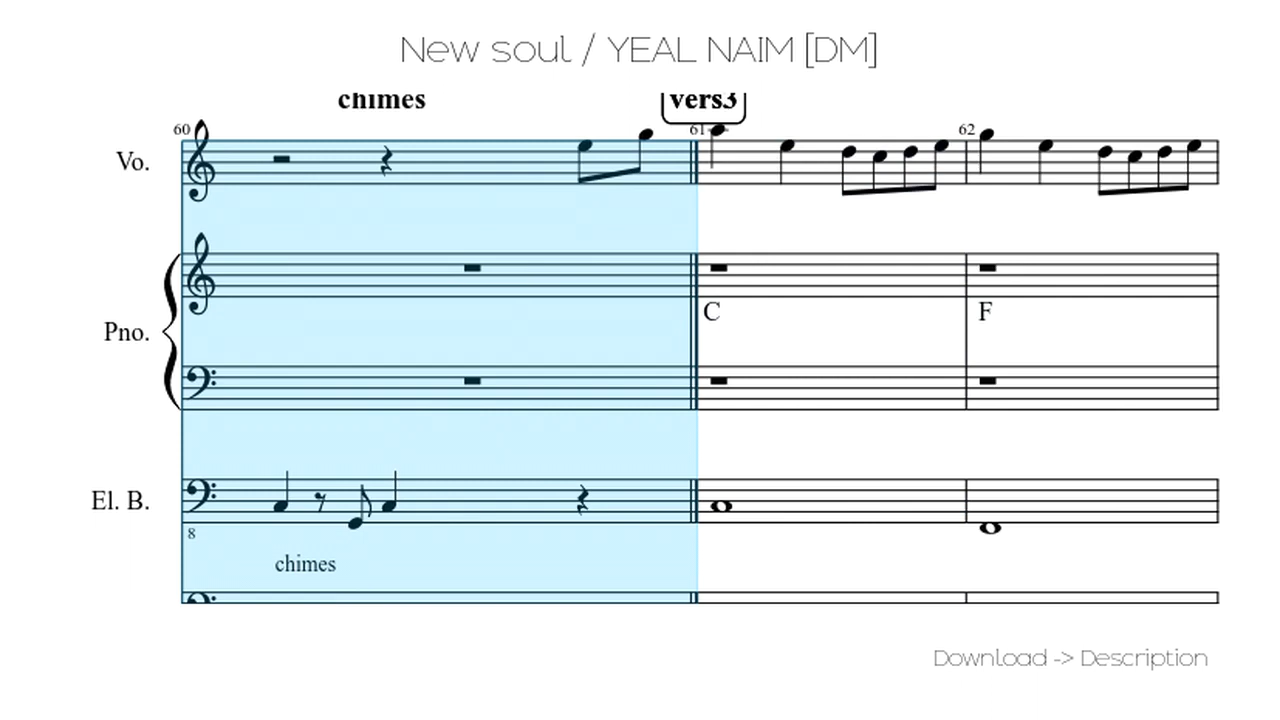 New soul / YEAL NAIM [DM]
chimes
vers3
60
61
62
Vo.
Pno.
C
F
El. B.
8
chimes
Download -> Description